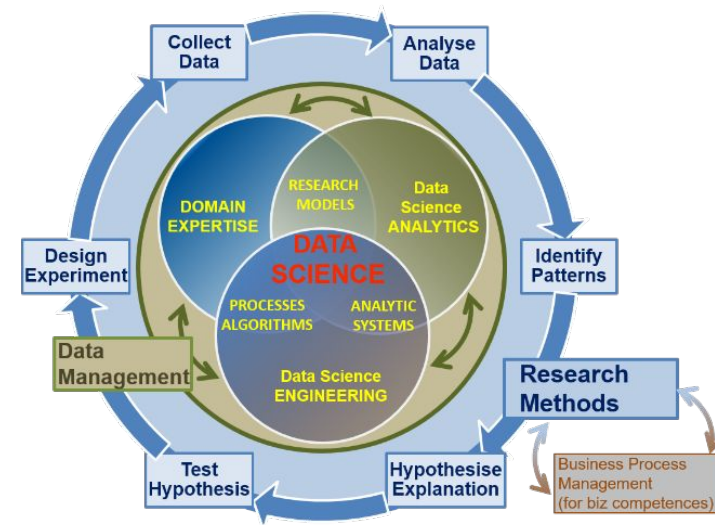 Collect
Data
Analyse
Data
DOMAIN
EXPERTISE
RESEARCH
MODELS
Data
Science
ANALYTICS
DATA
SCIENCE
Design
Experiment
Identify
Patterns
PROCESSES
ALGORITHMS
ANALYTIC
SYSTEMS
Data
Management
Data Science
ENGINEERING
Research
Methods
Test
Hypothesis
Hypothesise
Explanation
Business Process
Management
(for biz competences)